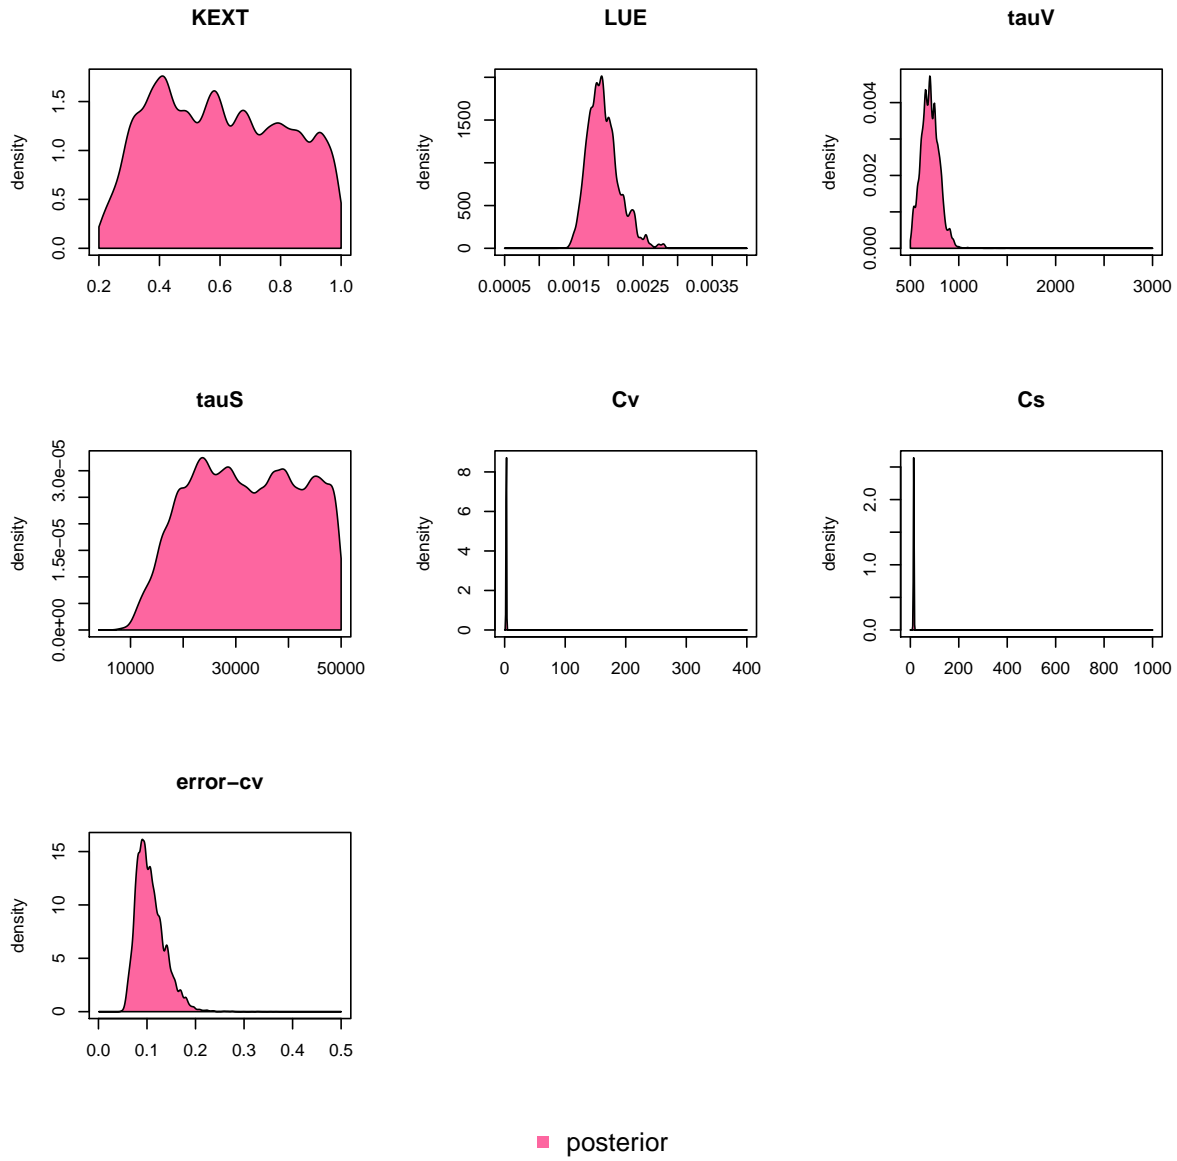 KEXT
density
0.0 0.5 1.0 1.5
0.2 0.4 0.6 0.8 1.0
LUE
density
0 500 1500
0.0005 0.0015 0.0025 0.0035
tauV
density
0.000 0.002 0.004
500 1000 2000 3000
tauS
density
0.0e+00 1.5e−05 3.0e−05
10000 30000 50000
Cv
density
0 2 4 6 8
0 100 200 300 400
Cs
density
0.0 1.0 2.0
0 200 400 600 800 1000
error−cv
density
0 5 10 15
0.0 0.1 0.2 0.3 0.4 0.5
posterior